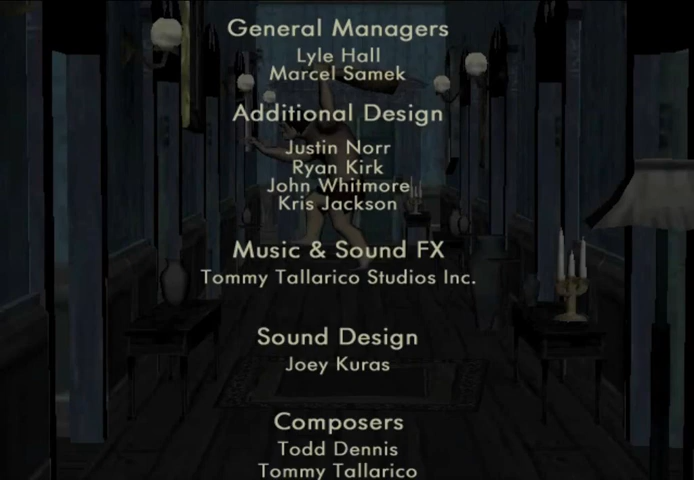 General Managers
Lyle Hall
Marcel Samek
Additional Design
Justin Norr
Ryan Kirk
John Whitmore
Kris Jackson
Music & Sound FX
Tommy Tallarico Studios Inc.
Sound Design
Joey Kuras
Composers
Todd Dennis
Tommy Tallarico